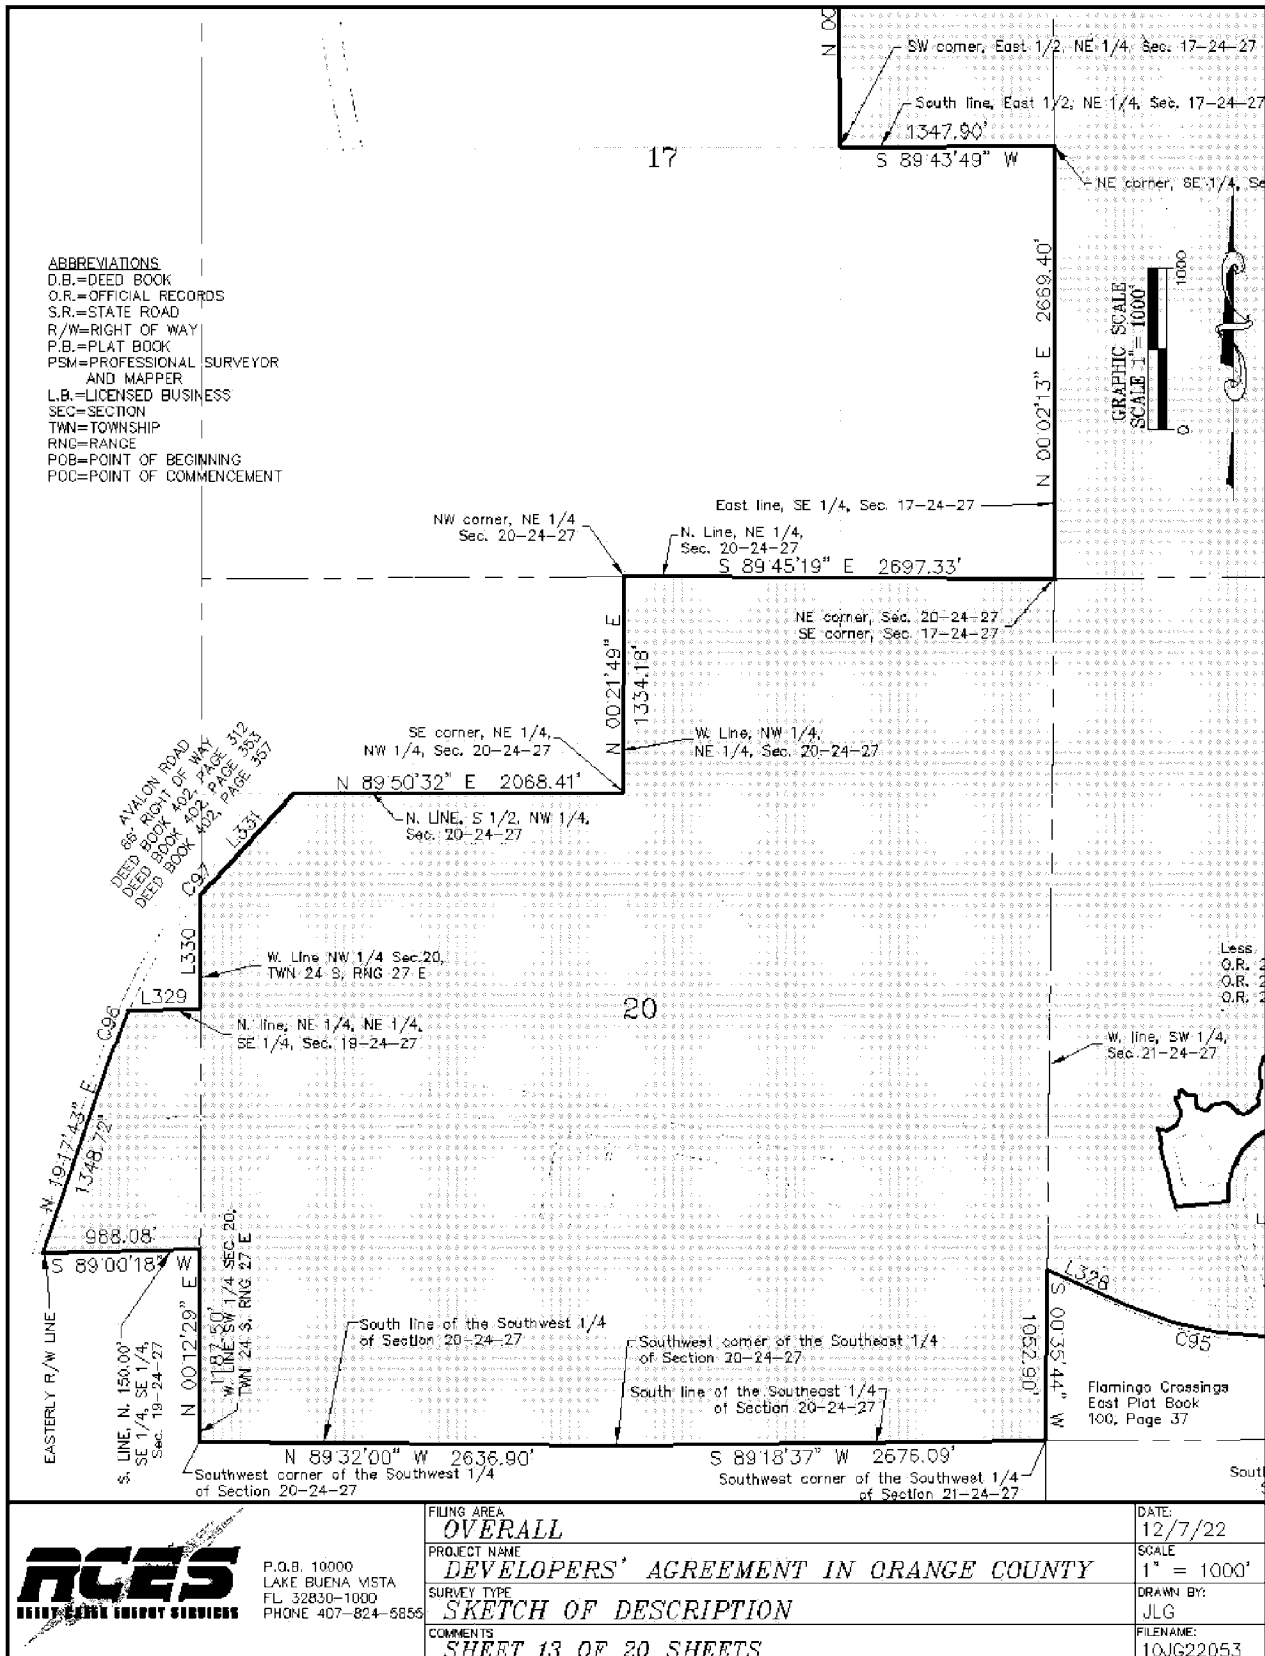 N 00
SW corner, East 1/2, NE 1/4, Sec. 17-24-27
South line, East 1/2, NE 1/4, Sec. 17-24-27
1347.90'
S 89°43'49" W
17
NE corner, SE 1/4, Se
ABBREVIATIONS
D.B.=DEED BOOK
O.R.=OFFICIAL RECORDS
S.R.=STATE ROAD
R/W=RIGHT OF WAY
P.B.=PLAT BOOK
PSM=PROFESSIONAL SURVEYOR
AND MAPPER
L.B.=LICENSED BUSINESS
SEC=SECTION
TWN=TOWNSHIP
RNG=RANGE
POB=POINT OF BEGINNING
POC=POINT OF COMMENCEMENT
N 00°02'13" E 2669.40'
GRAPHIC SCALE
SCALE 1" = 1000'
0
1000
East line, SE 1/4, Sec. 17-24-27
NW corner, NE 1/4
Sec. 20-24-27
N. Line, NE 1/4,
Sec. 20-24-27
S 89°45'19" E 2697.33'
NE corner, Sec. 20-24-27
SE corner, Sec. 17-24-27
N 00°21'49" E
1334.18'
SE corner, NE 1/4,
NW 1/4, Sec. 20-24-27
W. Line, NW 1/4,
NE 1/4, Sec. 20-24-27
N 89°50'32" E 2068.41'
N. LINE, S 1/2, NW 1/4,
Sec. 20-24-27
AVALON ROAD
66' RIGHT OF WAY
DEED BOOK 402, PAGE 312
DEED BOOK 402, PAGE 353
DEED BOOK 402, PAGE 357
L331
C97
L330
W. Line NW 1/4 Sec.20,
TWN 24 S, RNG 27 E
L329
C96
N. line, NE 1/4, NE 1/4,
SE 1/4, Sec. 19-24-27
20
Less
O.R. 2
O.R. 2
O.R. 2
W. line, SW 1/4,
Sec. 21-24-27
N 19°17'43" E
1348.72'
988.08'
S 89°00'18" W
EASTERLY R/W LINE
S. LINE, N. 150.00'
SE 1/4, SE 1/4,
Sec. 19-24-27
N 00°12'29" E
1187.50'
W. LINE SW 1/4 SEC. 20,
TWN 24 S, RNG 27 E
South line of the Southwest 1/4
of Section 20-24-27
Southwest corner of the Southeast 1/4
of Section 20-24-27
South line of the Southeast 1/4
of Section 20-24-27
L328
C95
S 00°35'44" W
1052.90'
Flamingo Crossings
East Plat Book
100, Page 37
N 89°32'00" W 2636.90'
S 89°18'37" W 2675.09'
Southwest corner of the Southwest 1/4
of Section 20-24-27
Southwest corner of the Southwest 1/4
of Section 21-24-27
Sout
RCES
REEDY CREEK ENERGY SERVICES
P.O.B. 10000
LAKE BUENA VISTA
FL 32830-1000
PHONE 407-824-5856
FILING AREA
OVERALL
PROJECT NAME
DEVELOPERS' AGREEMENT IN ORANGE COUNTY
SURVEY TYPE
SKETCH OF DESCRIPTION
COMMENTS
SHEET 13 OF 20 SHEETS
DATE:
12/7/22
SCALE
1" = 1000'
DRAWN BY:
JLG
FILENAME:
10JG22053